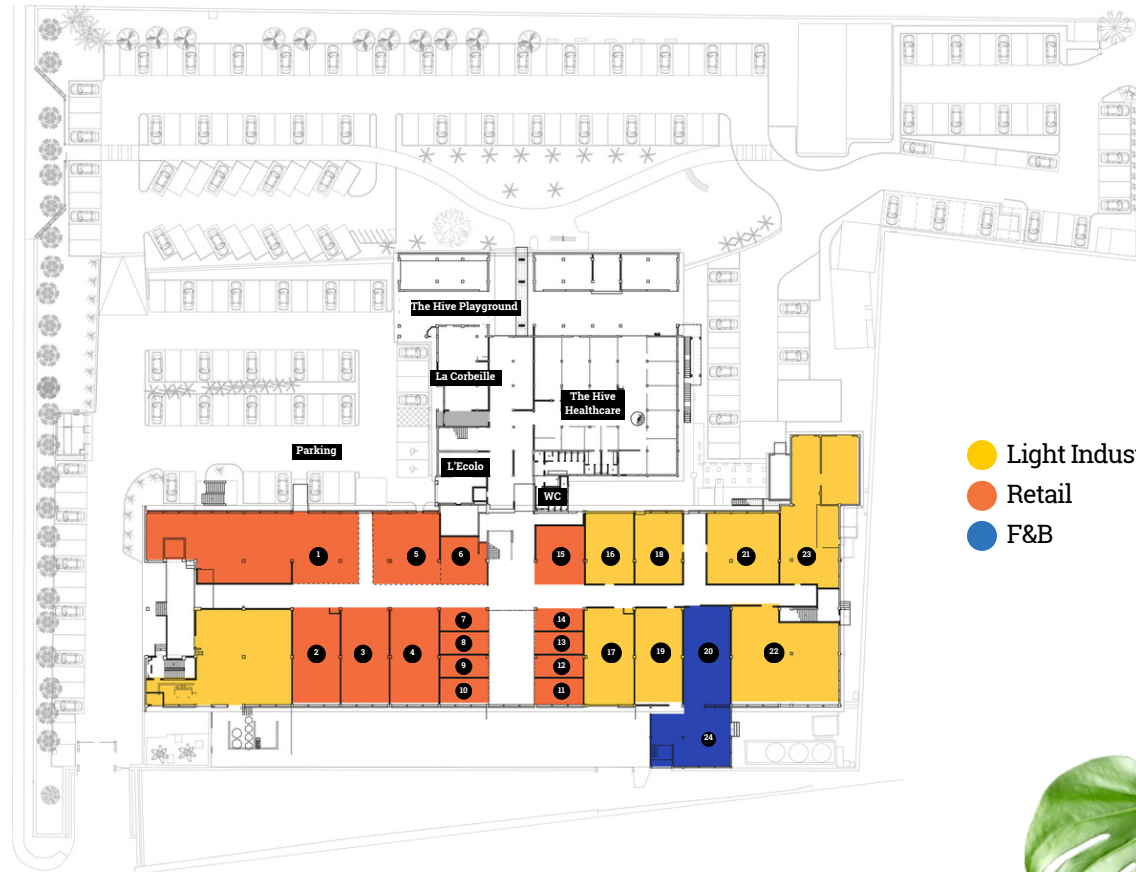 The Hive Playground
La Corbeille
The Hive
Healthcare
Parking
L'Ecolo
WC
Light Indust
Retail
F&B
1
5
6
15
16
18
21
23
2
3
4
7
8
9
10
14
13
12
11
17
19
20
22
24